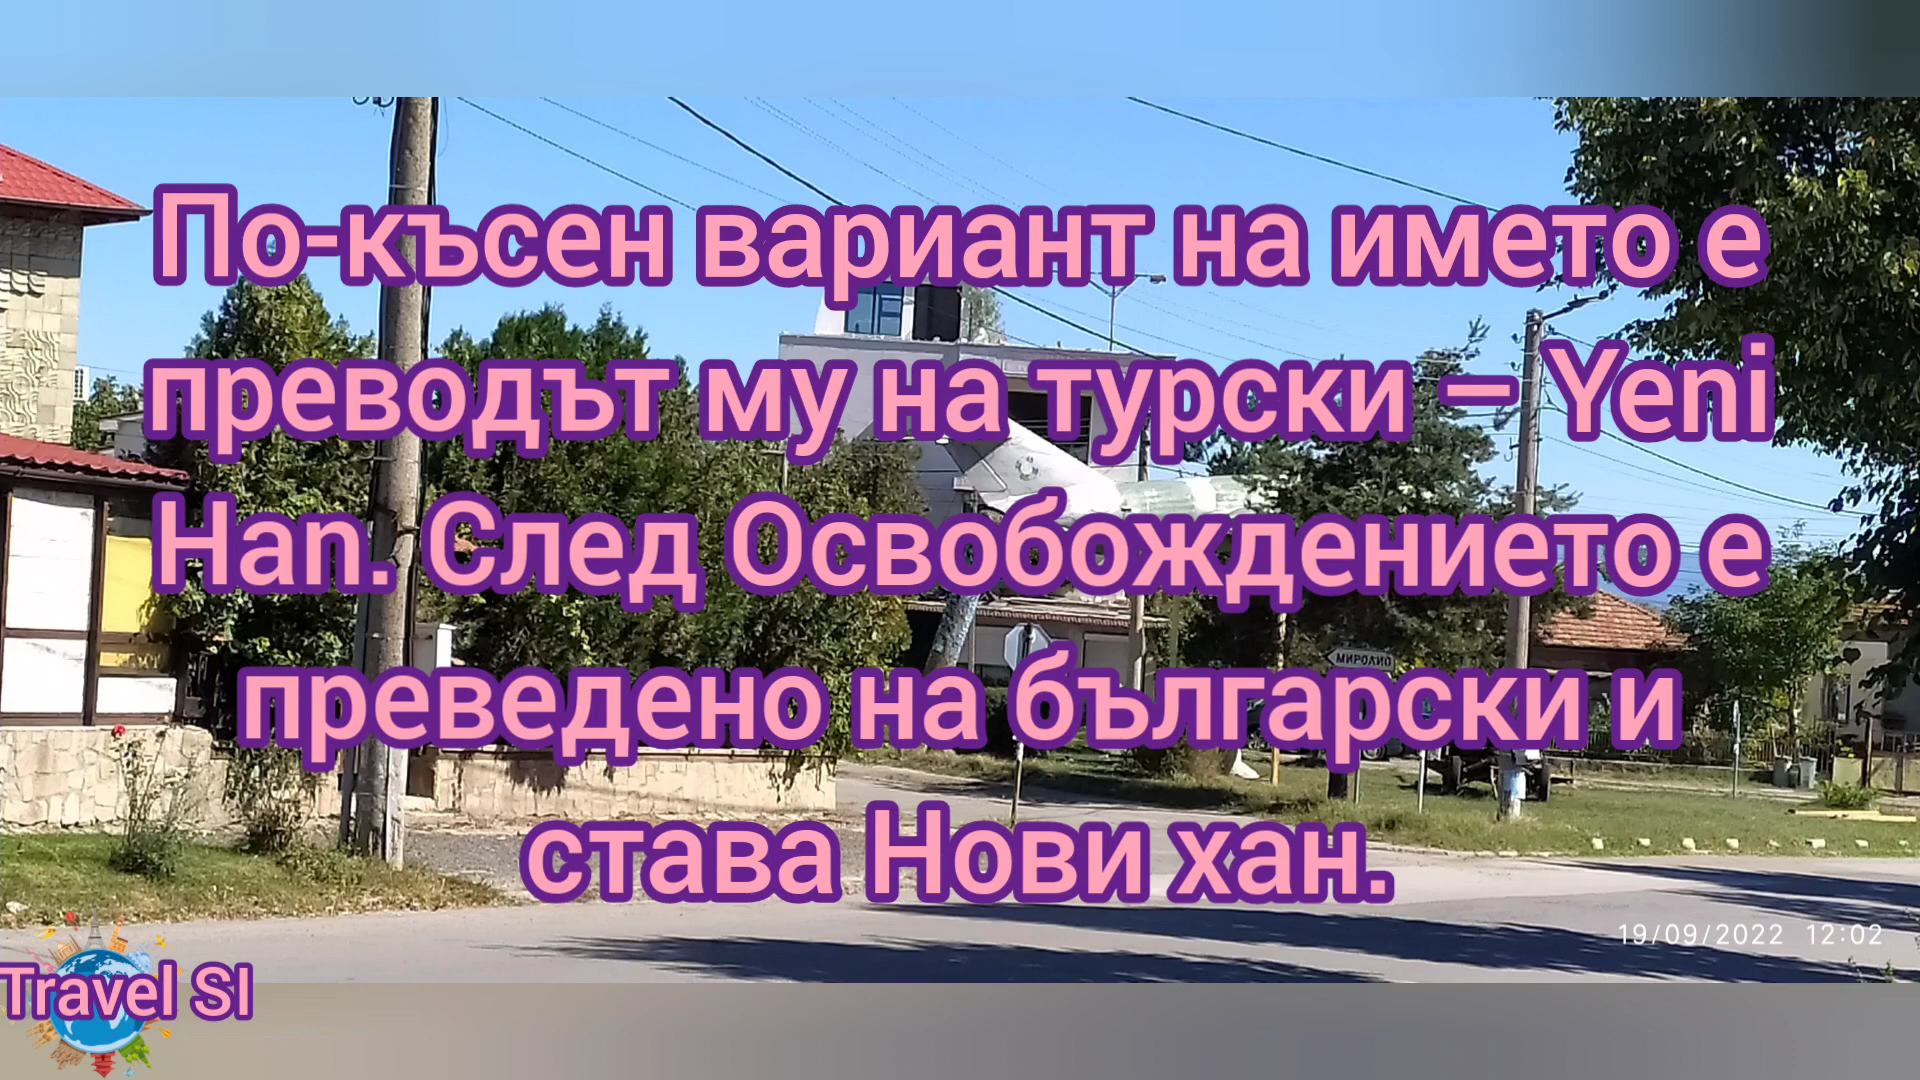 По-късен вариант на името е
преводът му на турски – Yeni
Han. След Освобождението е
преведено на български и
става Нови хан.
МИРОЛИО
19/09/2022 12:02
Travel SI